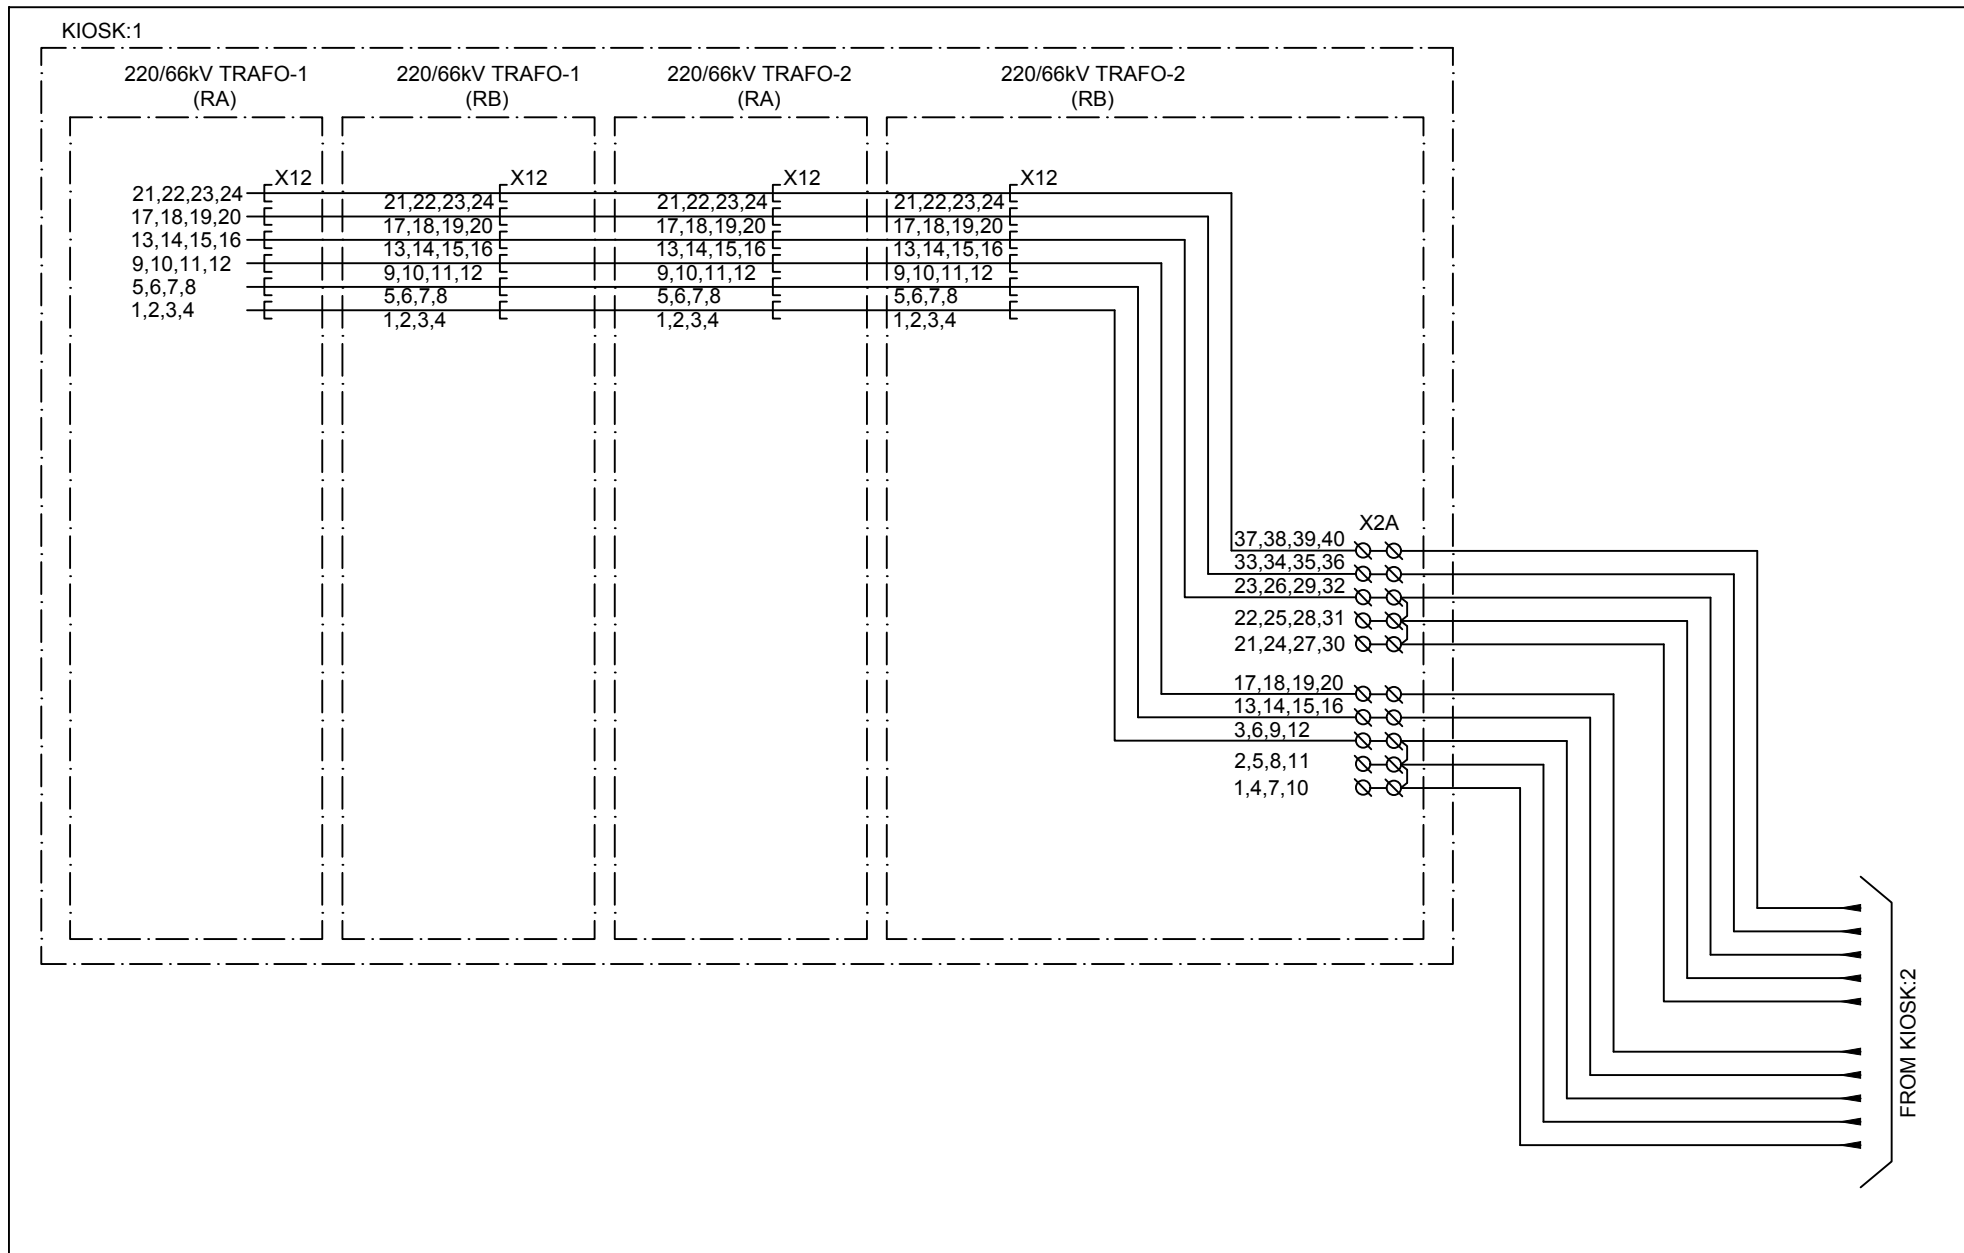 KIOSK:1
220/66kV TRAFO-1
(RA)
220/66kV TRAFO-1
(RB)
220/66kV TRAFO-2
(RA)
220/66kV TRAFO-2
(RB)
X12
21,22,23,24
17,18,19,20
13,14,15,16
9,10,11,12
5,6,7,8
1,2,3,4
X12
21,22,23,24
17,18,19,20
13,14,15,16
9,10,11,12
5,6,7,8
1,2,3,4
X12
21,22,23,24
17,18,19,20
13,14,15,16
9,10,11,12
5,6,7,8
1,2,3,4
X12
21,22,23,24
17,18,19,20
13,14,15,16
9,10,11,12
5,6,7,8
1,2,3,4
X2A
37,38,39,40
33,34,35,36
23,26,29,32
22,25,28,31
21,24,27,30
17,18,19,20
13,14,15,16
3,6,9,12
2,5,8,11
1,4,7,10
FROM KIOSK:2